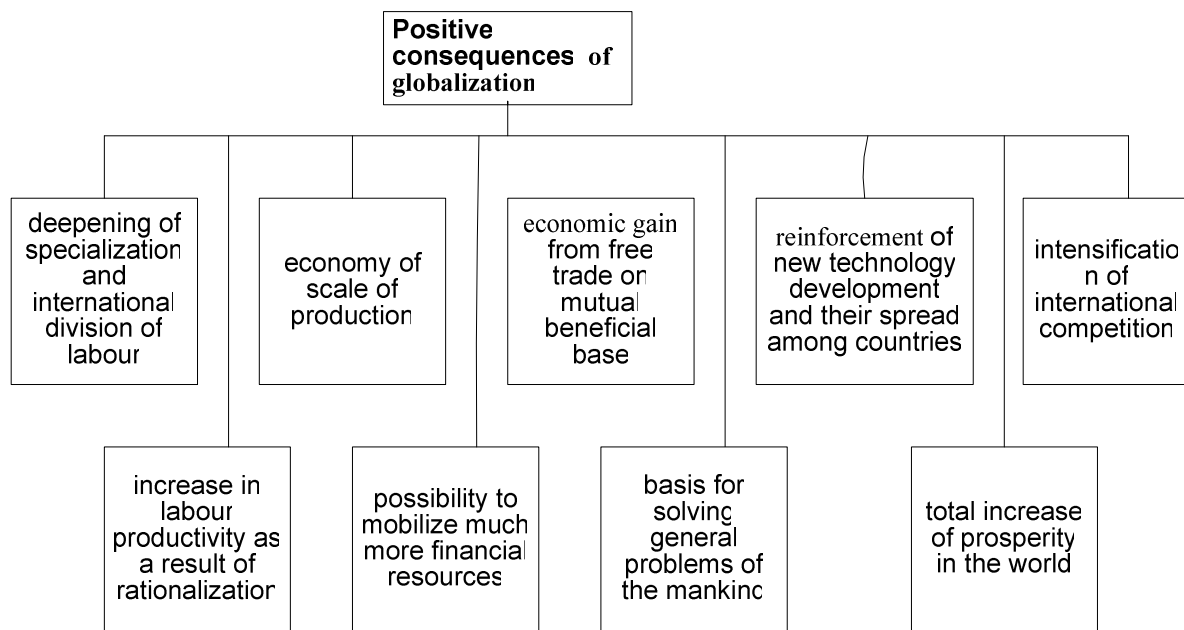 Positive
consequences of
globalization
deepening of
specialization
and
international
division of
labour
economy of
scale of
production
economic gain
from free
trade on
mutual
beneficial
base
reinforcement of
new technology
development
and their spread
among countries
intensificatio
n of
international
competition
increase in
labour
productivity as
a result of
rationalization
possibility to
mobilize much
more financial
resources
basis for
solving
general
problems of
the mankind
total increase
of prosperity
in the world